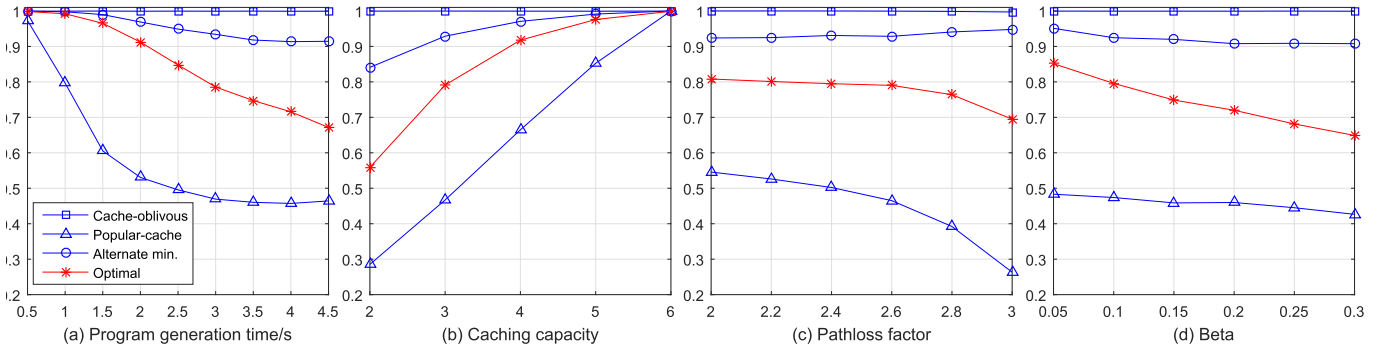 1 0.9 0.8 0.7 0.6 0.5 0.4 0.3 0.2
0.5 1 1.5 2 2.5 3 3.5 4 4.5
Cache-oblivous
Popular-cache
Alternate min.
Optimal
(a) Program generation time/s
1 0.9 0.8 0.7 0.6 0.5 0.4 0.3 0.2
2 3 4 5 6
(b) Caching capacity
1 0.9 0.8 0.7 0.6 0.5 0.4 0.3 0.2
2 2.2 2.4 2.6 2.8 3
(c) Pathloss factor
1 0.9 0.8 0.7 0.6 0.5 0.4 0.3 0.2
0.05 0.1 0.15 0.2 0.25 0.3
(d) Beta